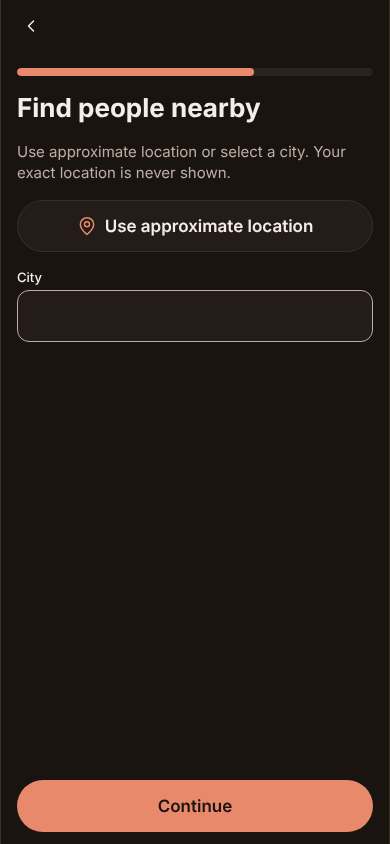 Find people nearby
Use approximate location or select a city. Your
exact location is never shown.
Use approximate location
City
Continue